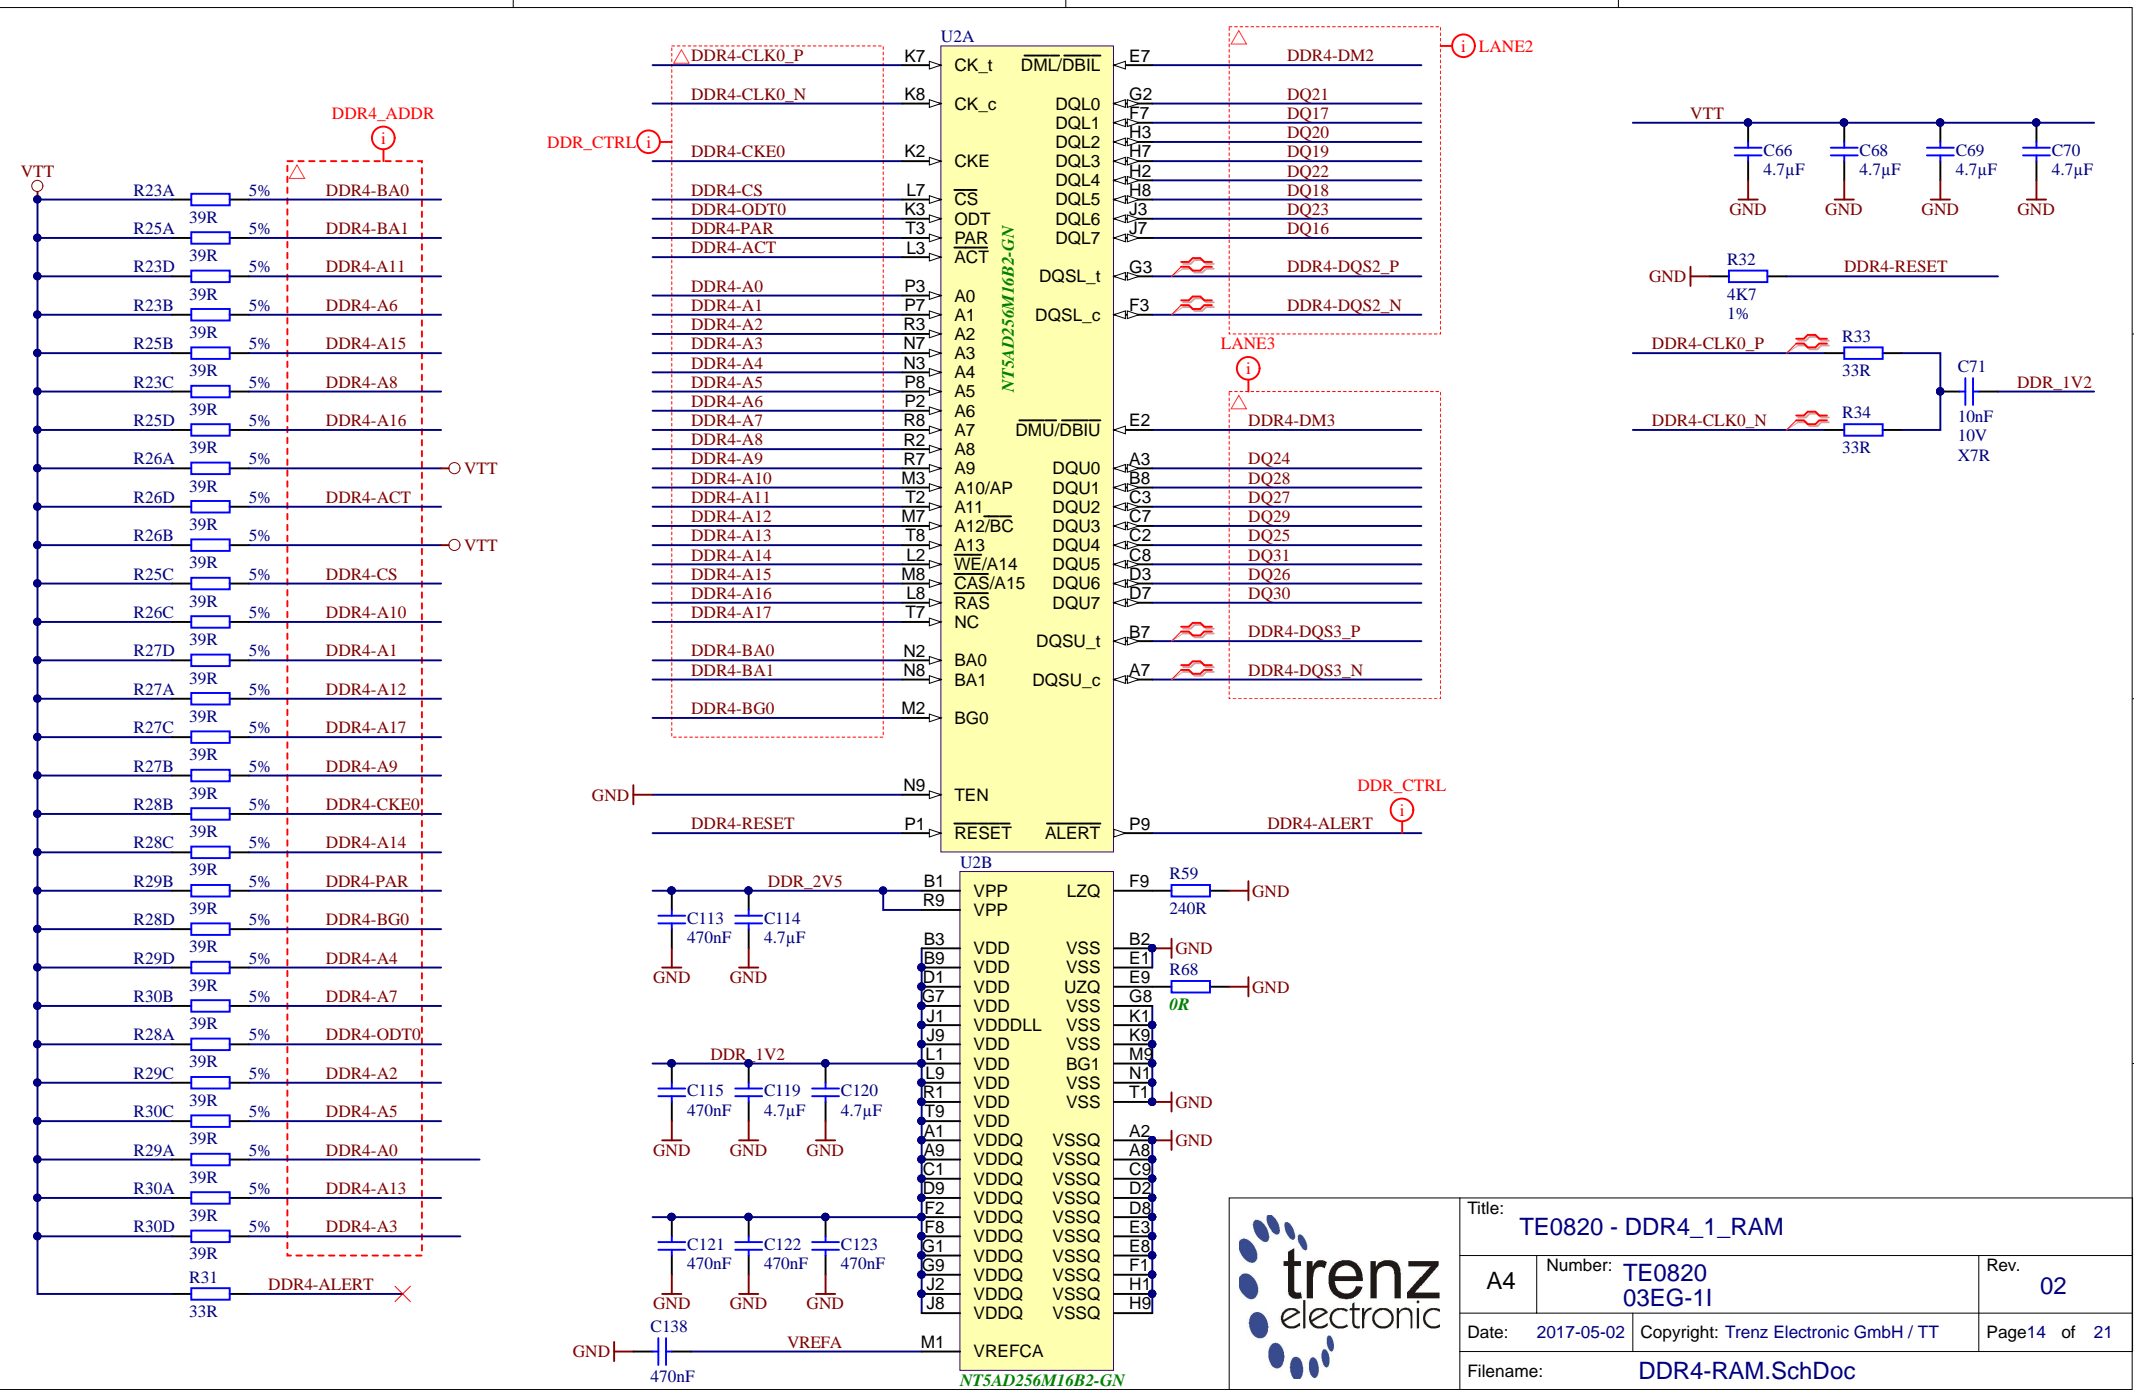 DDR4_ADDR
i
VTT
R23A 5% DDR4-BA0
39R
R25A 5% DDR4-BA1
39R
R23D 5% DDR4-A11
39R
R23B 5% DDR4-A6
39R
R25B 5% DDR4-A15
39R
R23C 5% DDR4-A8
39R
R25D 5% DDR4-A16
39R
R26A 5% VTT
39R
R26D 5% DDR4-ACT
39R
R26B 5% VTT
39R
R25C 5% DDR4-CS
39R
R26C 5% DDR4-A10
39R
R27D 5% DDR4-A1
39R
R27A 5% DDR4-A12
39R
R27C 5% DDR4-A17
39R
R27B 5% DDR4-A9
39R
R28B 5% DDR4-CKE0
39R
R28C 5% DDR4-A14
39R
R29B 5% DDR4-PAR
39R
R28D 5% DDR4-BG0
39R
R29D 5% DDR4-A4
39R
R30B 5% DDR4-A7
39R
R28A 5% DDR4-ODT0
39R
R29C 5% DDR4-A2
39R
R30C 5% DDR4-A5
39R
R29A 5% DDR4-A0
39R
R30A 5% DDR4-A13
39R
R30D 5% DDR4-A3
39R
R31 DDR4-ALERT
33R
U2A
DDR_CTRL i
DDR4-CLK0_P K7 CK_t
DDR4-CLK0_N K8 CK_c
DDR4-CKE0 K2 CKE
DDR4-CS L7 CS
DDR4-ODT0 K3 ODT
DDR4-PAR T3 PAR
DDR4-ACT L3 ACT
DDR4-A0 P3 A0
DDR4-A1 P7 A1
DDR4-A2 R3 A2
DDR4-A3 N7 A3
DDR4-A4 N3 A4
DDR4-A5 P8 A5
DDR4-A6 P2 A6
DDR4-A7 R8 A7
DDR4-A8 R2 A8
DDR4-A9 R7 A9
DDR4-A10 M3 A10/AP
DDR4-A11 T2 A11
DDR4-A12 M7 A12/BC
DDR4-A13 T8 A13
DDR4-A14 L2 WE/A14
DDR4-A15 M8 CAS/A15
DDR4-A16 L8 RAS
DDR4-A17 T7 NC
DDR4-BA0 N2 BA0
DDR4-BA1 N8 BA1
DDR4-BG0 M2 BG0
GND N9 TEN
DDR4-RESET P1 RESET
NT5AD256M16B2-GN
i LANE2
DML/DBIL E7 DDR4-DM2
DQL0 G2 DQ21
DQL1 F7 DQ17
DQL2 H3 DQ20
DQL3 H7 DQ19
DQL4 H2 DQ22
DQL5 H8 DQ18
DQL6 J3 DQ23
DQL7 J7 DQ16
DQSL_t G3 DDR4-DQS2_P
DQSL_c F3 DDR4-DQS2_N
LANE3
i
DMU/DBIU E2 DDR4-DM3
DQU0 A3 DQ24
DQU1 B8 DQ28
DQU2 C3 DQ27
DQU3 C7 DQ29
DQU4 C2 DQ25
DQU5 C8 DQ31
DQU6 D3 DQ26
DQU7 D7 DQ30
DQSU_t B7 DDR4-DQS3_P
DQSU_c A7 DDR4-DQS3_N
DDR_CTRL
i
ALERT P9 DDR4-ALERT
U2B
DDR_2V5 B1 VPP
R9 VPP
C113 C114
470nF 4.7µF
GND GND
B3 VDD
B9 VDD
D1 VDD
G7 VDD
J1 VDDDLL
J9 VDD
DDR_1V2 L1 VDD
L9 VDD
R1 VDD
T9 VDD
C115 C119 C120
470nF 4.7µF 4.7µF
GND GND GND
A1 VDDQ
A9 VDDQ
C1 VDDQ
D9 VDDQ
F2 VDDQ
F8 VDDQ
G1 VDDQ
G9 VDDQ
J2 VDDQ
J8 VDDQ
C121 C122 C123
470nF 470nF 470nF
GND GND GND
C138
GND VREFA M1 VREFCA
470nF
NT5AD256M16B2-GN
LZQ F9 R59 GND
240R
VSS B2 GND
VSS E1
UZQ E9 R68 GND
0R
VSS G8
VSS K1
VSS K9
BG1 M9
VSS N1
VSS T1 GND
VSSQ A2 GND
VSSQ A8
VSSQ C9
VSSQ D2
VSSQ D8
VSSQ E3
VSSQ E8
VSSQ F1
VSSQ H1
VSSQ H9
VTT
C66 C68 C69 C70
4.7µF 4.7µF 4.7µF 4.7µF
GND GND GND GND
GND R32 DDR4-RESET
4K7
1%
DDR4-CLK0_P R33
33R
C71 DDR_1V2
10nF
10V
X7R
DDR4-CLK0_N R34
33R
trenz
electronic
Title:
TE0820 - DDR4_1_RAM
A4
Number: TE0820
03EG-1I
Rev.
02
Date: 2017-05-02 Copyright: Trenz Electronic GmbH / TT Page14 of 21
Filename: DDR4-RAM.SchDoc